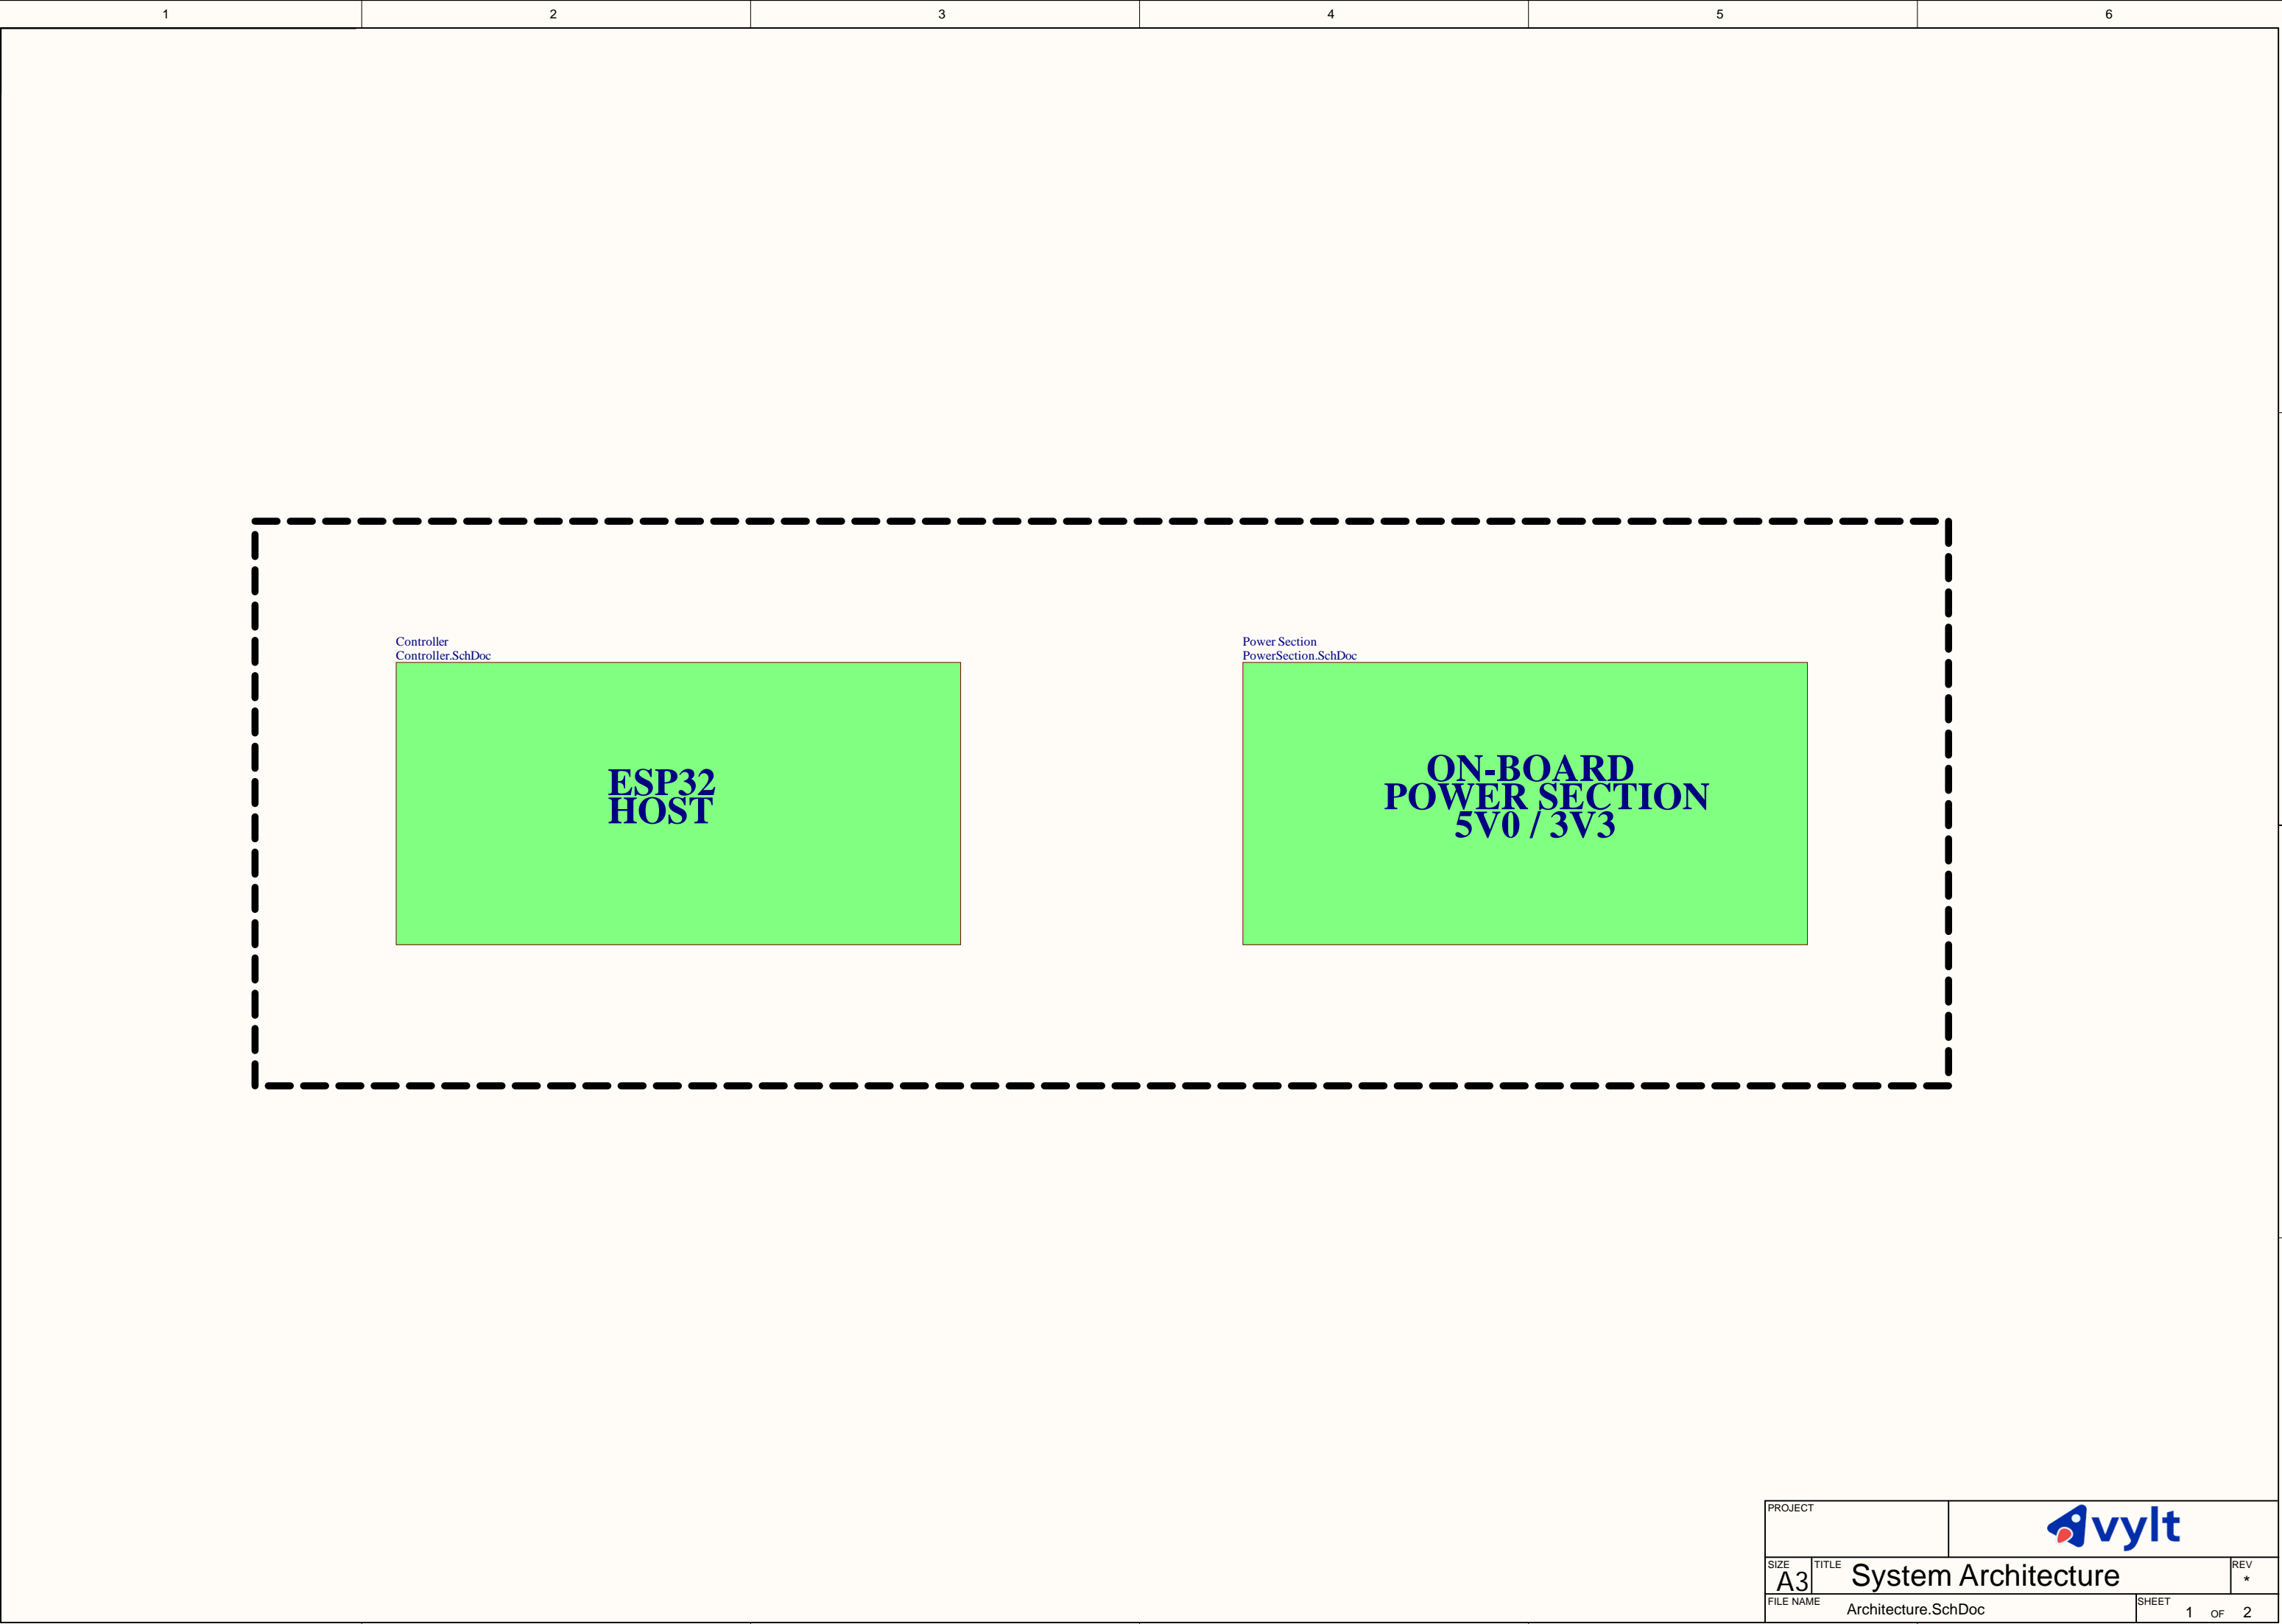 1 2 3 4 5 6
Controller
Controller.SchDoc
ESP32
HOST
Power Section
PowerSection.SchDoc
ON-BOARD
POWER SECTION
5V0 / 3V3
PROJECT
vylt
SIZE
A3
TITLE
System Architecture
REV
*
FILE NAME
Architecture.SchDoc
SHEET 1 OF 2